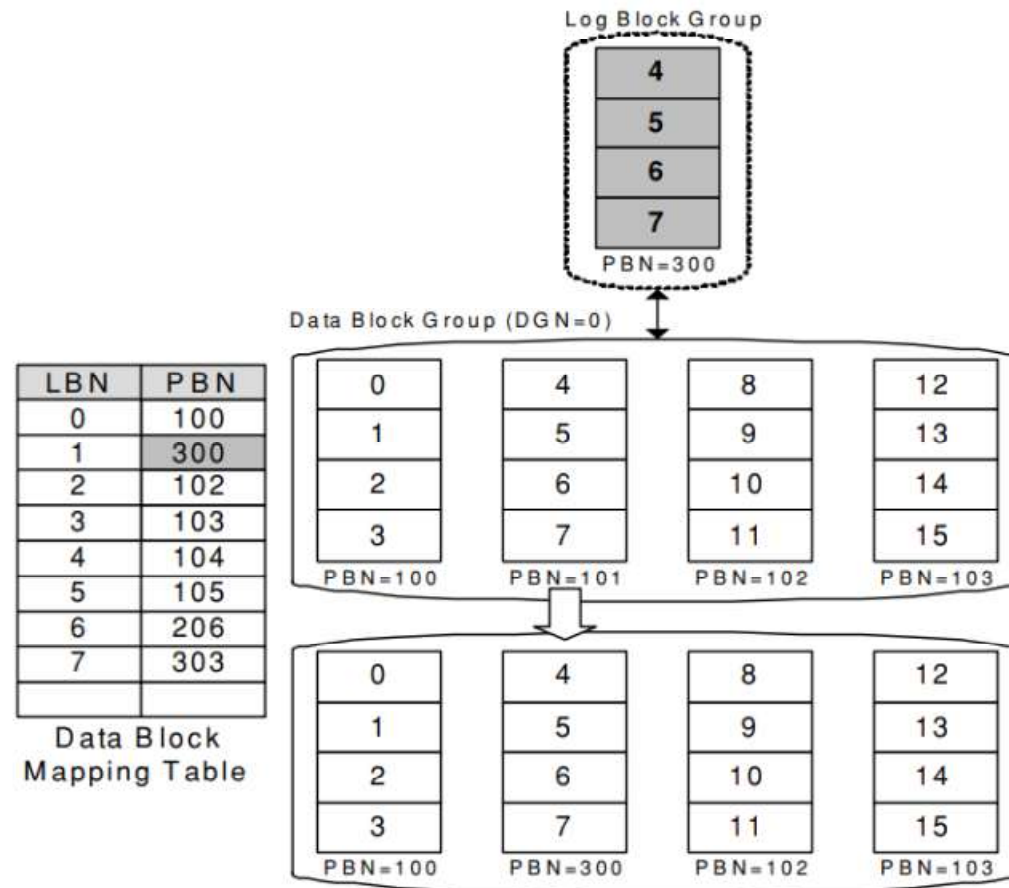 Log Block Group
4
5
6
7
PBN=300
Data Block Group (DGN=0)
LBN PBN
0 100
1 300
2 102
3 103
4 104
5 105
6 206
7 303
Data Block
Mapping Table
0 4 8 12
1 5 9 13
2 6 10 14
3 7 11 15
PBN=100 PBN=101 PBN=102 PBN=103
0 4 8 12
1 5 9 13
2 6 10 14
3 7 11 15
PBN=100 PBN=300 PBN=102 PBN=103